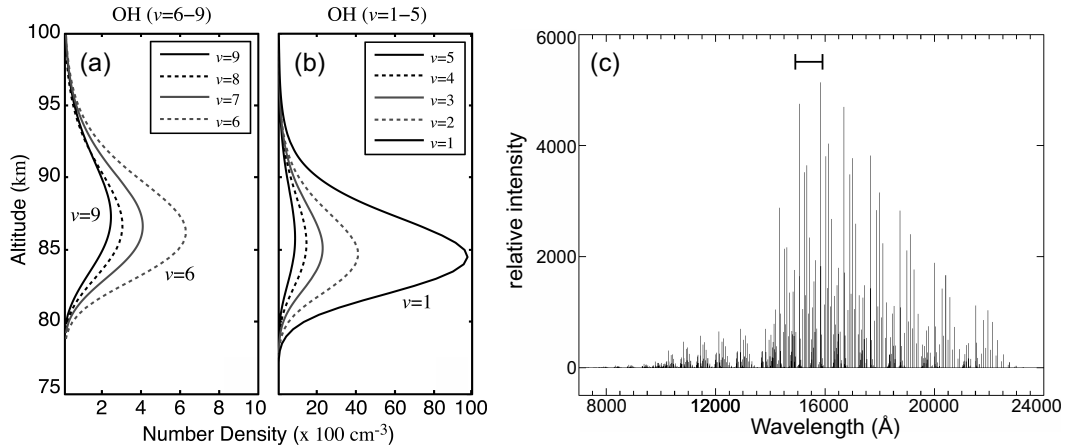 OH (v=6–9)
(a)
v=9
v=8
v=7
v=6
v=9
v=6
100
95
90
85
80
75
Altitude (km)
2
4
6
8
10
OH (v=1–5)
(b)
v=5
v=4
v=3
v=2
v=1
v=1
20
40
60
80
100
Number Density (x 100 cm-3)
(c)
6000
4000
2000
0
relative intensity
8000
12000
16000
20000
24000
Wavelength (Å)